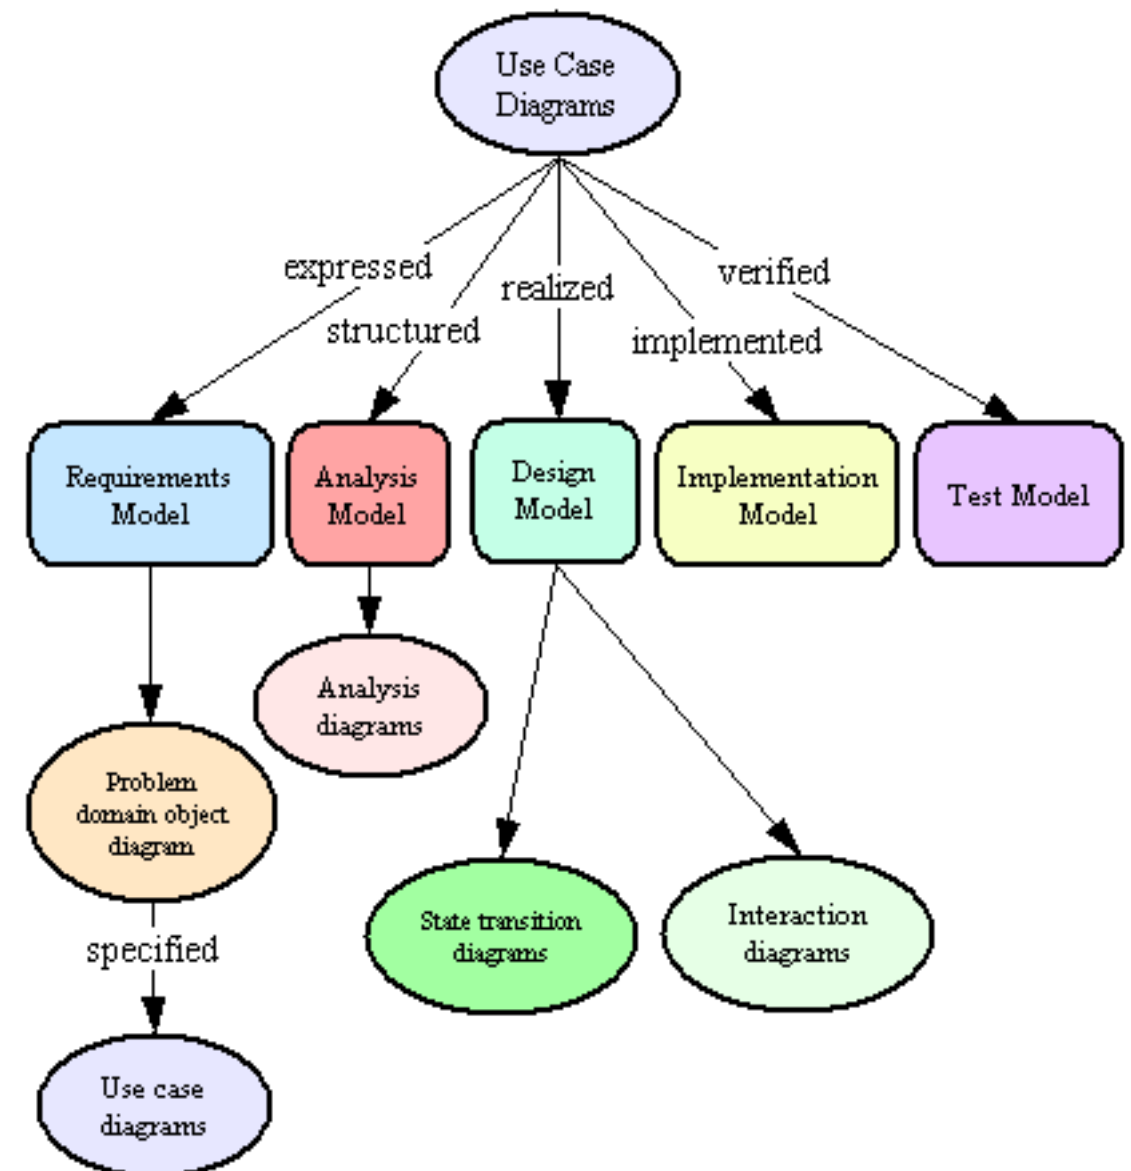 Use Case
Diagrams
expressed
structured
realized
implemented
verified
Requirements
Model
Analysis
Model
Design
Model
Implementation
Model
Test Model
Analysis
diagrams
Problem
domain object
diagram
State transition
diagrams
Interaction
diagrams
specified
Use case
diagrams